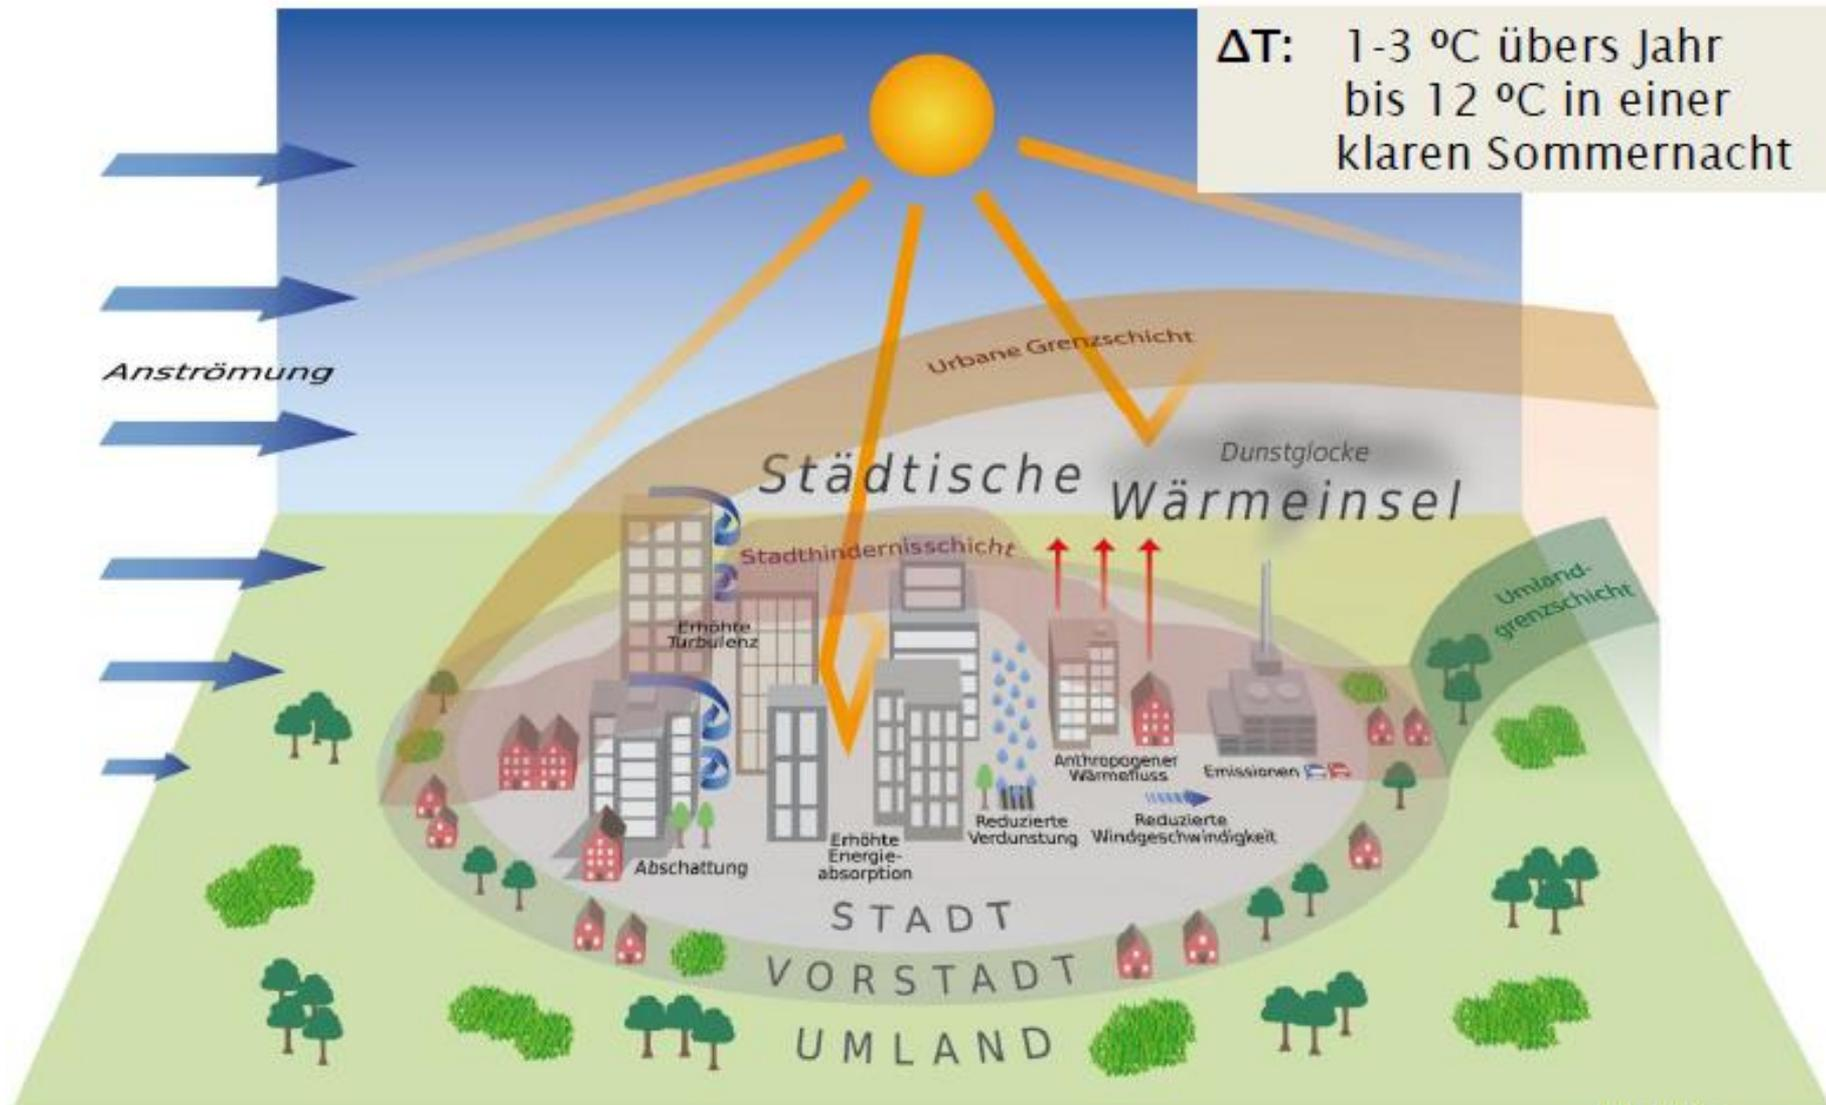 ΔT: 1-3 ºC übers Jahr
bis 12 ºC in einer
klaren Sommernacht
Anströmung
Urbane Grenzschicht
Dunstglocke
Städtische
Wärmeinsel
Stadthindernisschicht
Umland-
grenzschicht
Erhöhte
Turbulenz
Anthropogener
Wärmefluss
Emissionen
Reduzierte
Verdunstung
Reduzierte
Windgeschwindigkeit
Erhöhte
Energie-
absorption
Abschattung
STADT
VORSTADT
UMLAND